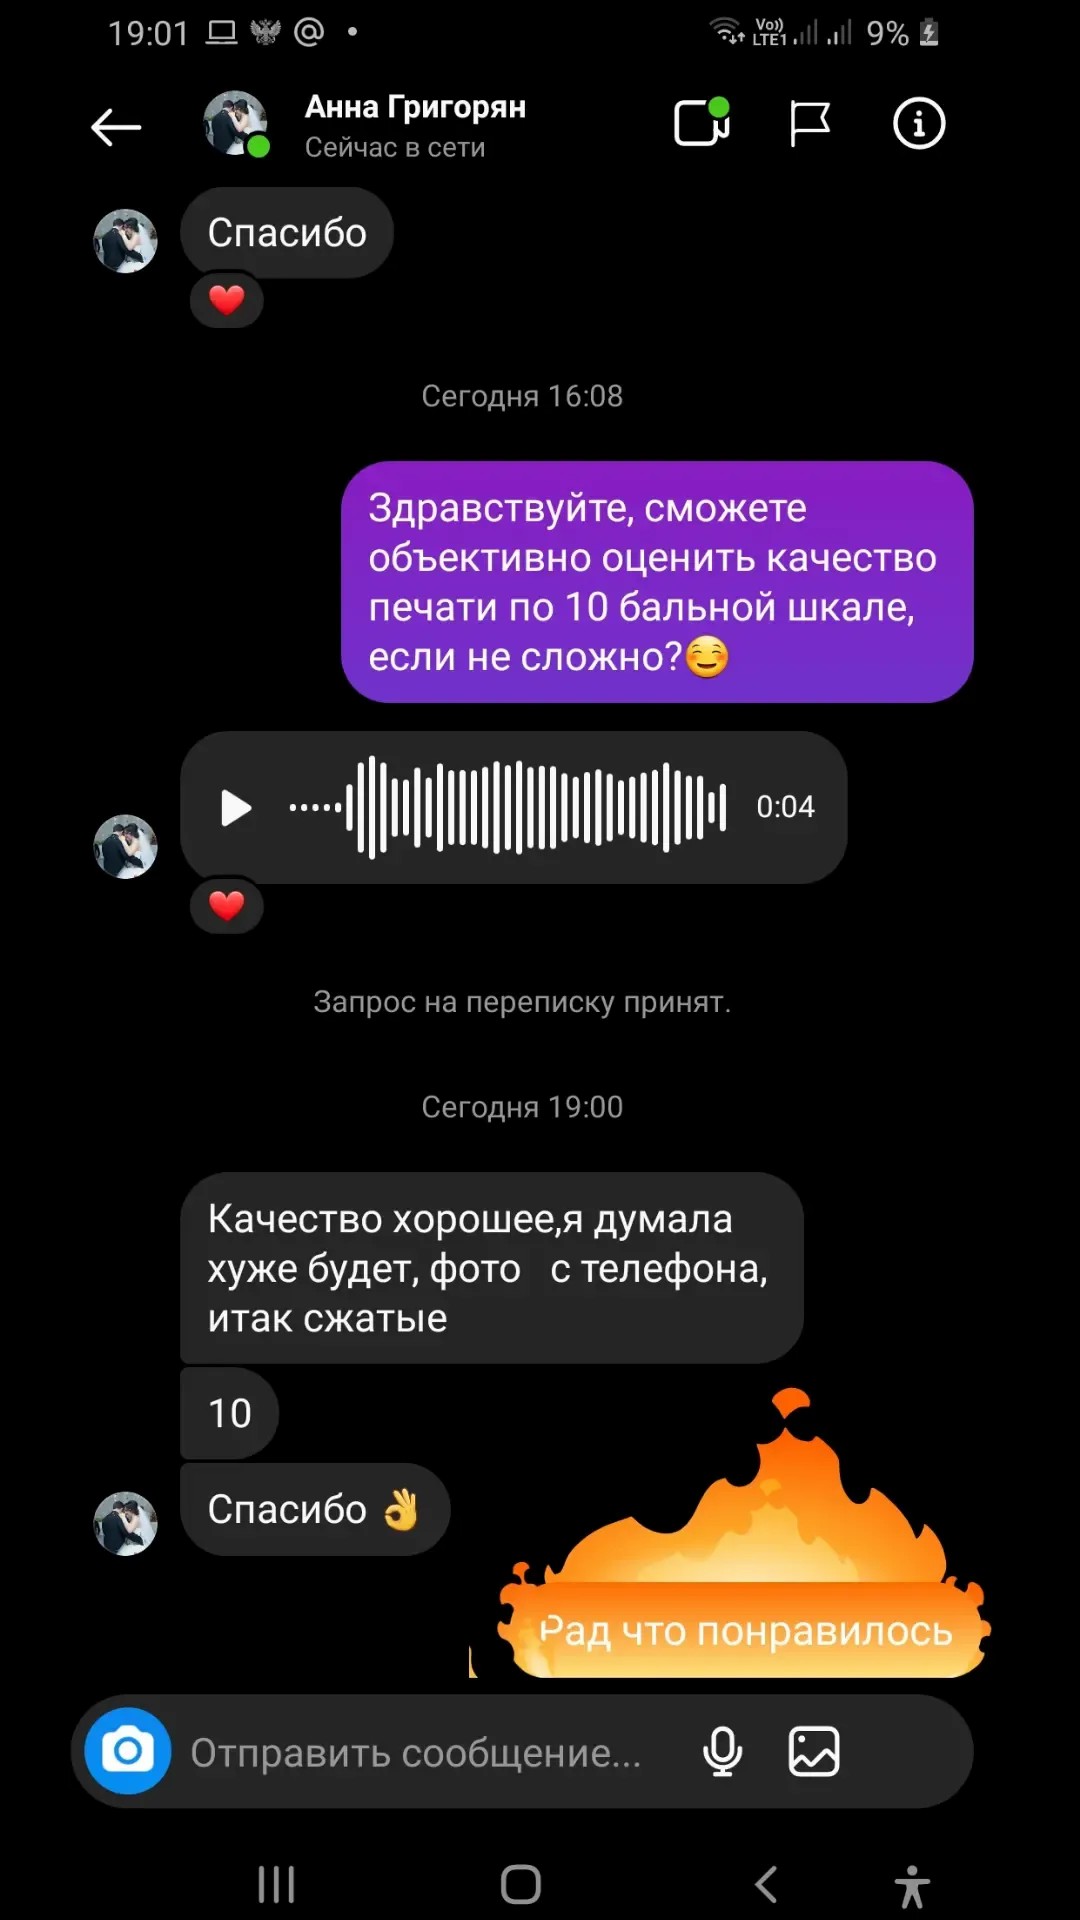 19:01
Vo))
LTE1
9%
Анна Григорян
Сейчас в сети
Спасибо
Сегодня 16:08
Здравствуйте, сможете
объективно оценить качество
печати по 10 бальной шкале,
если не сложно?☺️
0:04
Запрос на переписку принят.
Сегодня 19:00
Качество хорошее,я думала
хуже будет, фото   с телефона,
итак сжатые
10
Спасибо 👌
Рад что понравилось
Отправить сообщение...